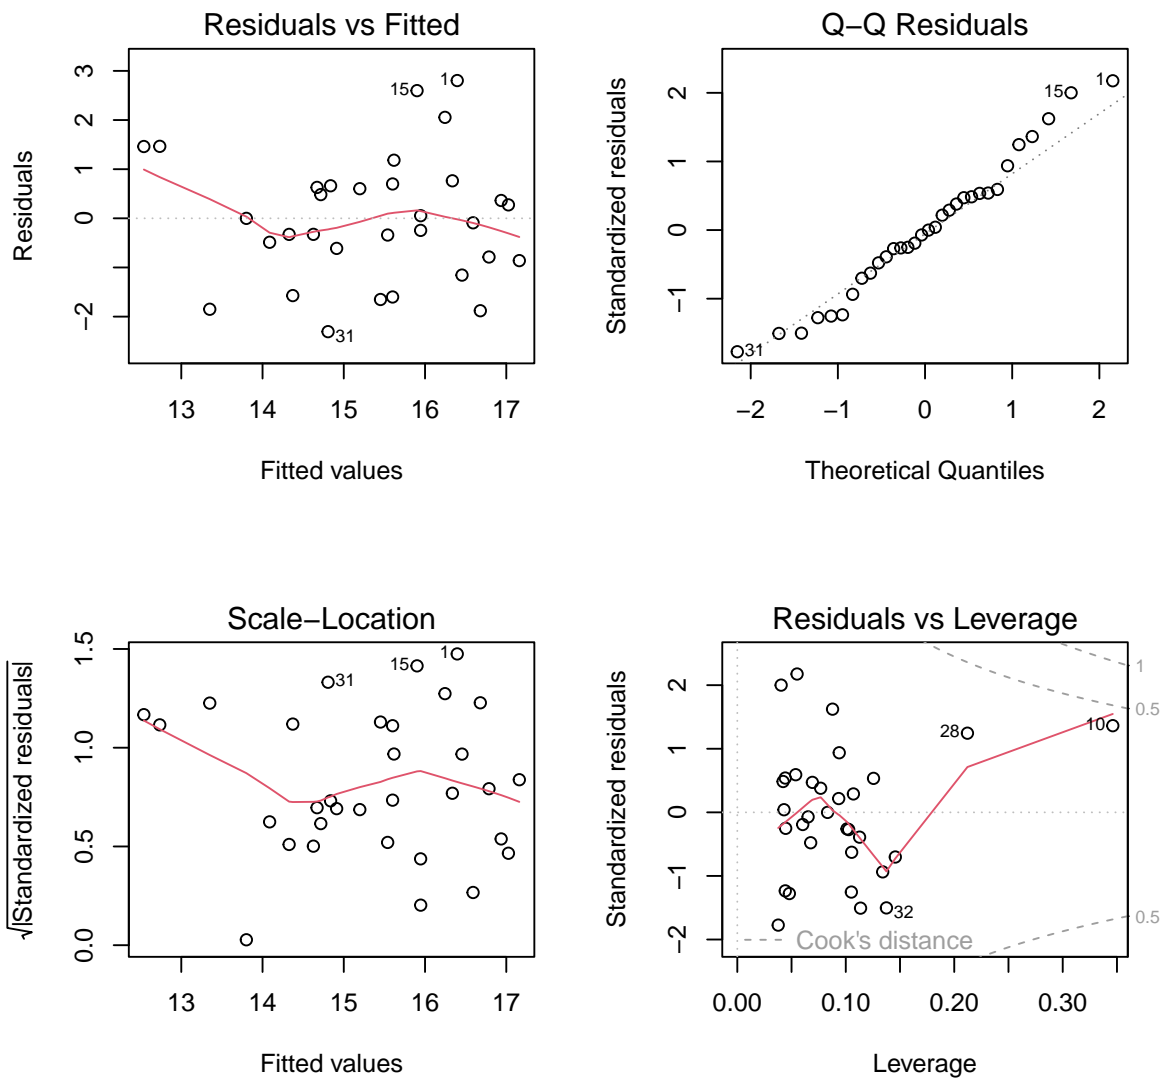 Residuals vs Fitted
Residuals
3
2
1
0
−2
15
1
31
13 14 15 16 17
Fitted values
Q−Q Residuals
Standardized residuals
2
1
0
−1
15
1
31
−2 −1 0 1 2
Theoretical Quantiles
Scale−Location
√|Standardized residuals|
1.5
1.0
0.5
0.0
1
15
31
13 14 15 16 17
Fitted values
Residuals vs Leverage
Standardized residuals
2
1
0
−1
−2
1
0.5
10
28
32
0.5
Cook's distance
0.00 0.10 0.20 0.30
Leverage